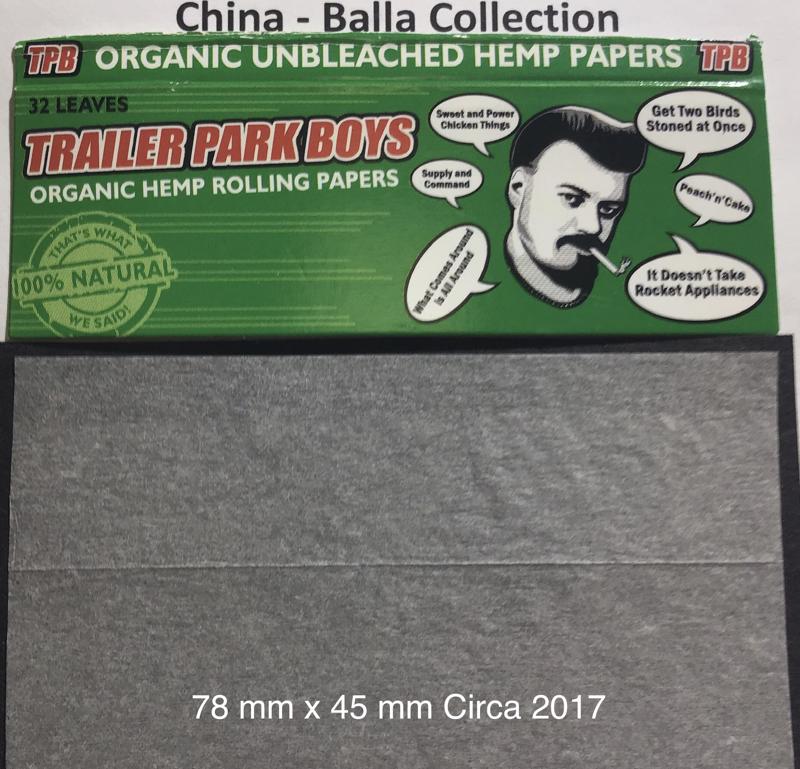 China - Balla Collection
TPB ORGANIC UNBLEACHED HEMP PAPERS TPB
32 LEAVES
TRAILER PARK BOYS
ORGANIC HEMP ROLLING PAPERS
THAT'S WHAT
100% NATURAL
WE SAID!
Sweet and Power
Chicken Things
Get Two Birds
Stoned at Once
Supply and
Command
Peach'n'Cake
What Comes Around
Is All Around
It Doesn't Take
Rocket Appliances
78 mm x 45 mm Circa 2017